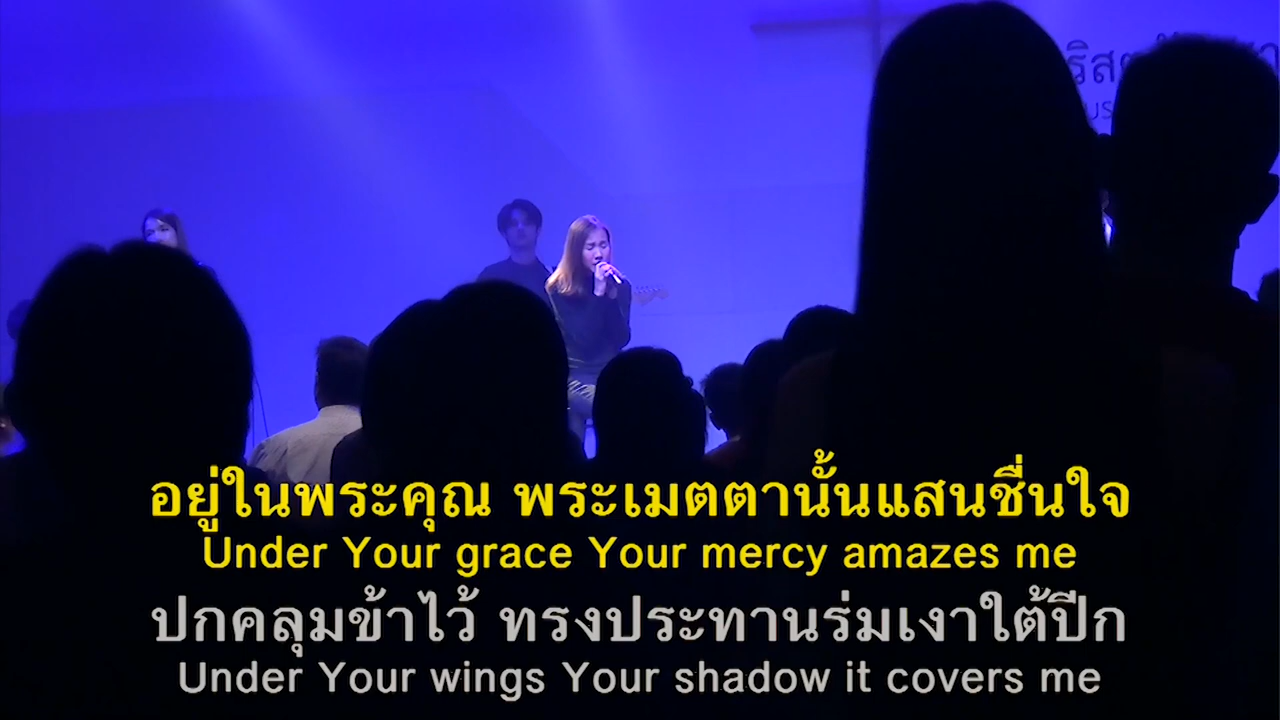 อยู่ในพระคุณ พระเมตตานั้นแสนชื่นใจ
Under Your grace Your mercy amazes me
ปกคลุมข้าไว้ ทรงประทานร่มเงาใต้ปีก
Under Your wings Your shadow it covers me